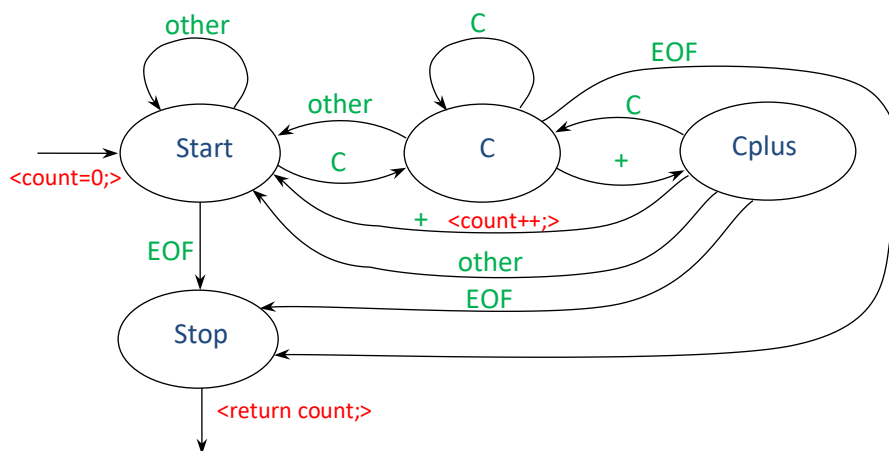 other
C
EOF
other
C
Start
C
Cplus
C
+
<count=0;>
+ <count++;>
EOF
other
EOF
Stop
<return count;>